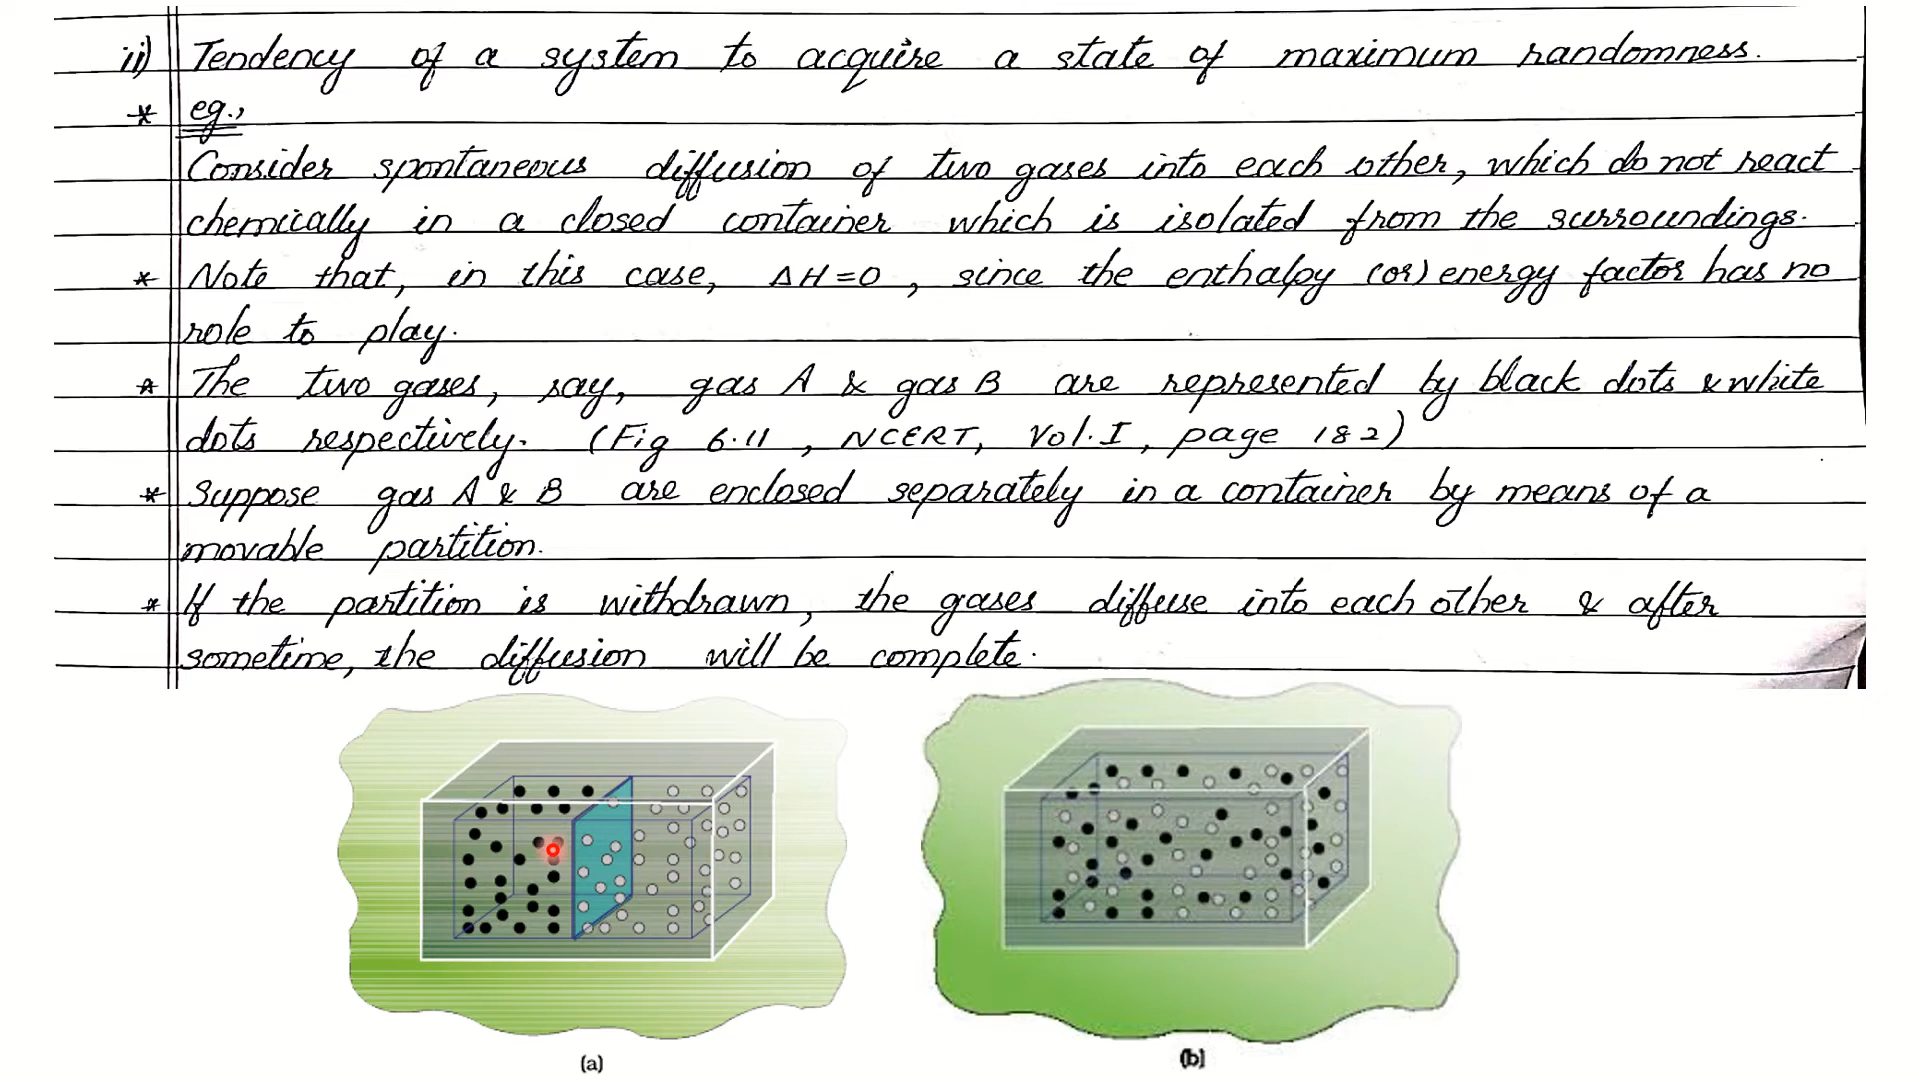 ii) Tendency of a system to acquire a state of maximum randomness.
* eg.,
Consider spontaneous diffusion of two gases into each other, which do not react
chemically in a closed container which is isolated from the surroundings.
* Note that, in this case, ΔH=0, since the enthalpy (or) energy factor has no
role to play.
* The two gases, say, gas A & gas B are represented by black dots & white
dots respectively. (Fig 6.11, NCERT, Vol.I, page 182)
* Suppose gas A & B are enclosed separately in a container by means of a
movable partition.
* If the partition is withdrawn, the gases diffuse into each other & after
sometime, the diffusion will be complete.
(a)
(b)